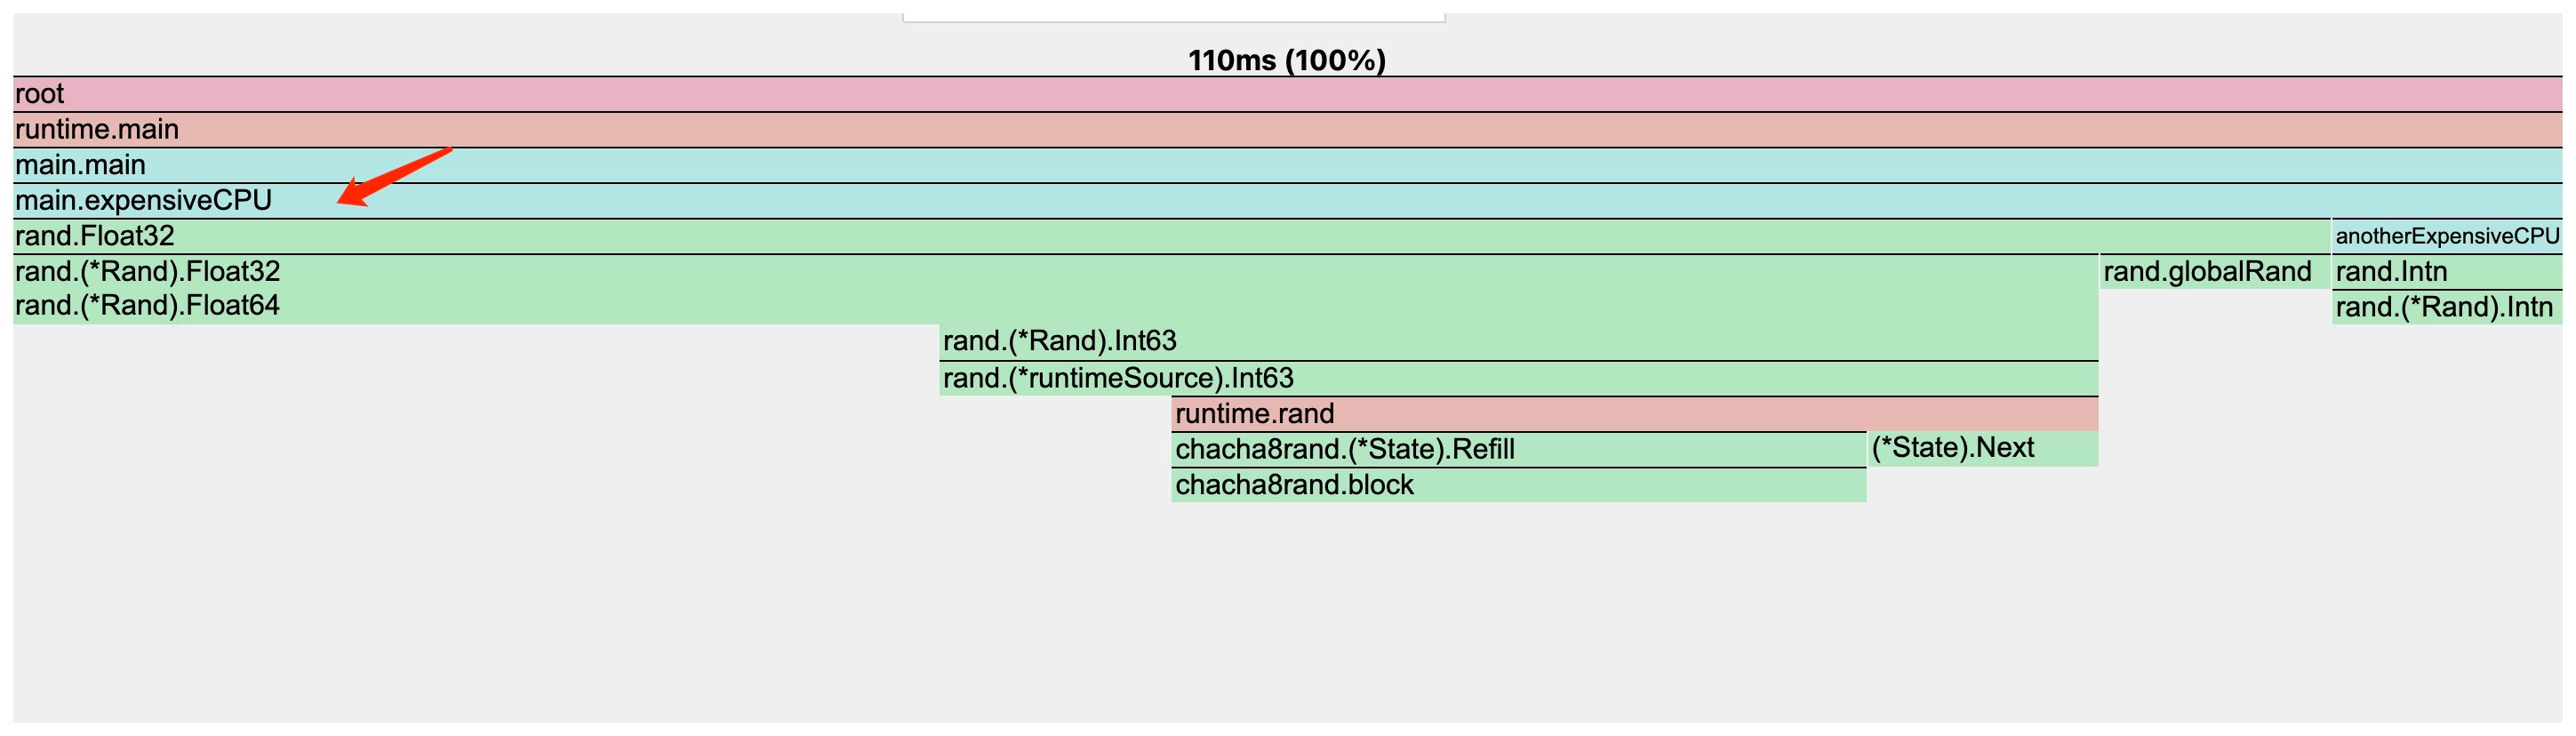 110ms (100%)
root
runtime.main
main.main
main.expensiveCPU
rand.Float32 anotherExpensiveCPU
rand.(*Rand).Float32 rand.globalRand rand.Intn
rand.(*Rand).Float64 rand.(*Rand).Intn
rand.(*Rand).Int63
rand.(*runtimeSource).Int63
runtime.rand
chacha8rand.(*State).Refill (*State).Next
chacha8rand.block